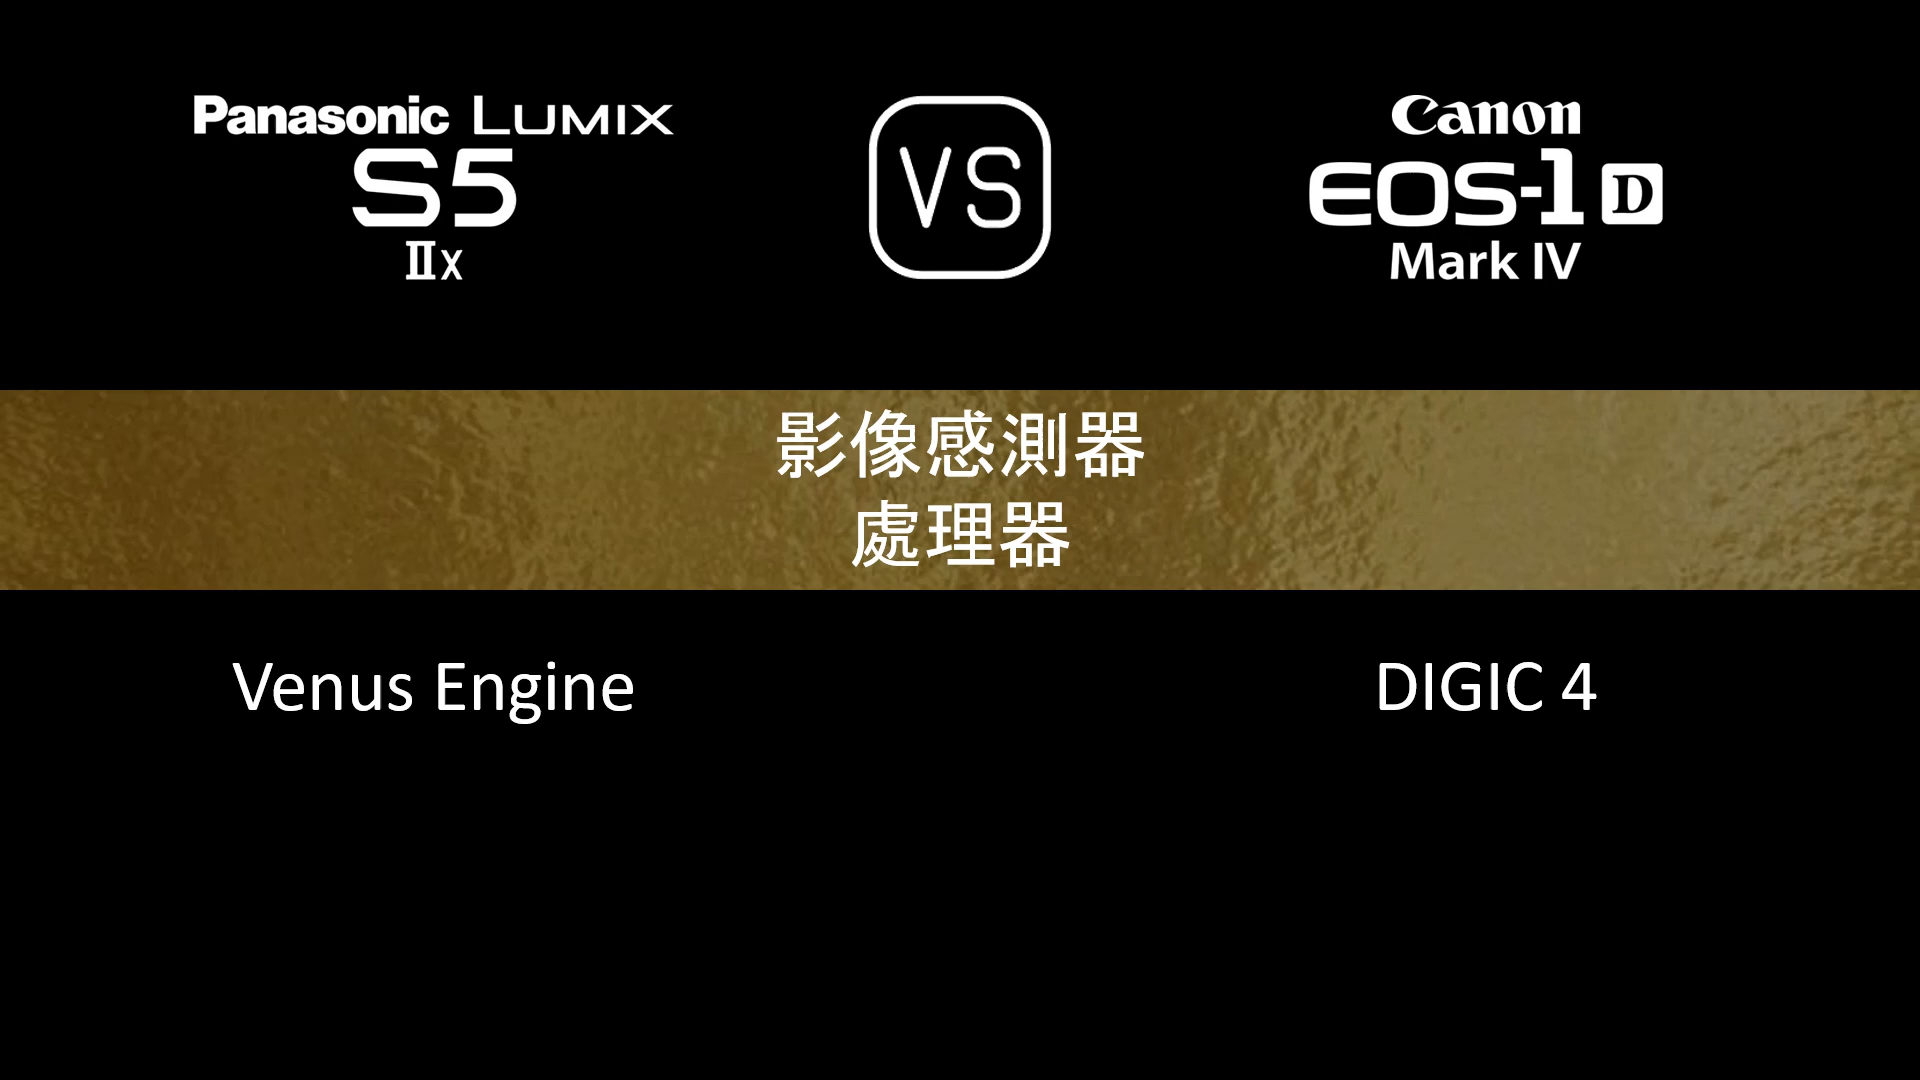 Panasonic LUMIX
S5
IIX
VS
Canon
EOS-1D
Mark IV
影像感測器
處理器
Venus Engine
DIGIC 4